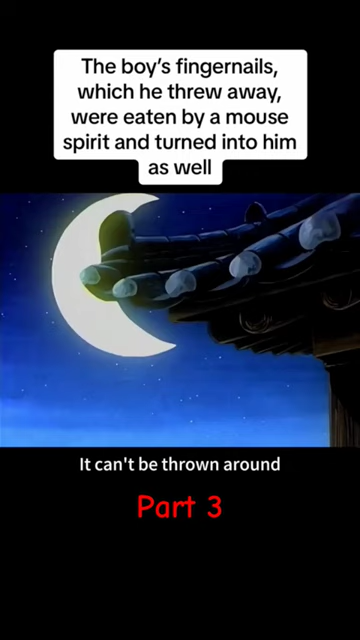 The boy’s fingernails,
which he threw away,
were eaten by a mouse
spirit and turned into him
as well
It can't be thrown around
Part 3